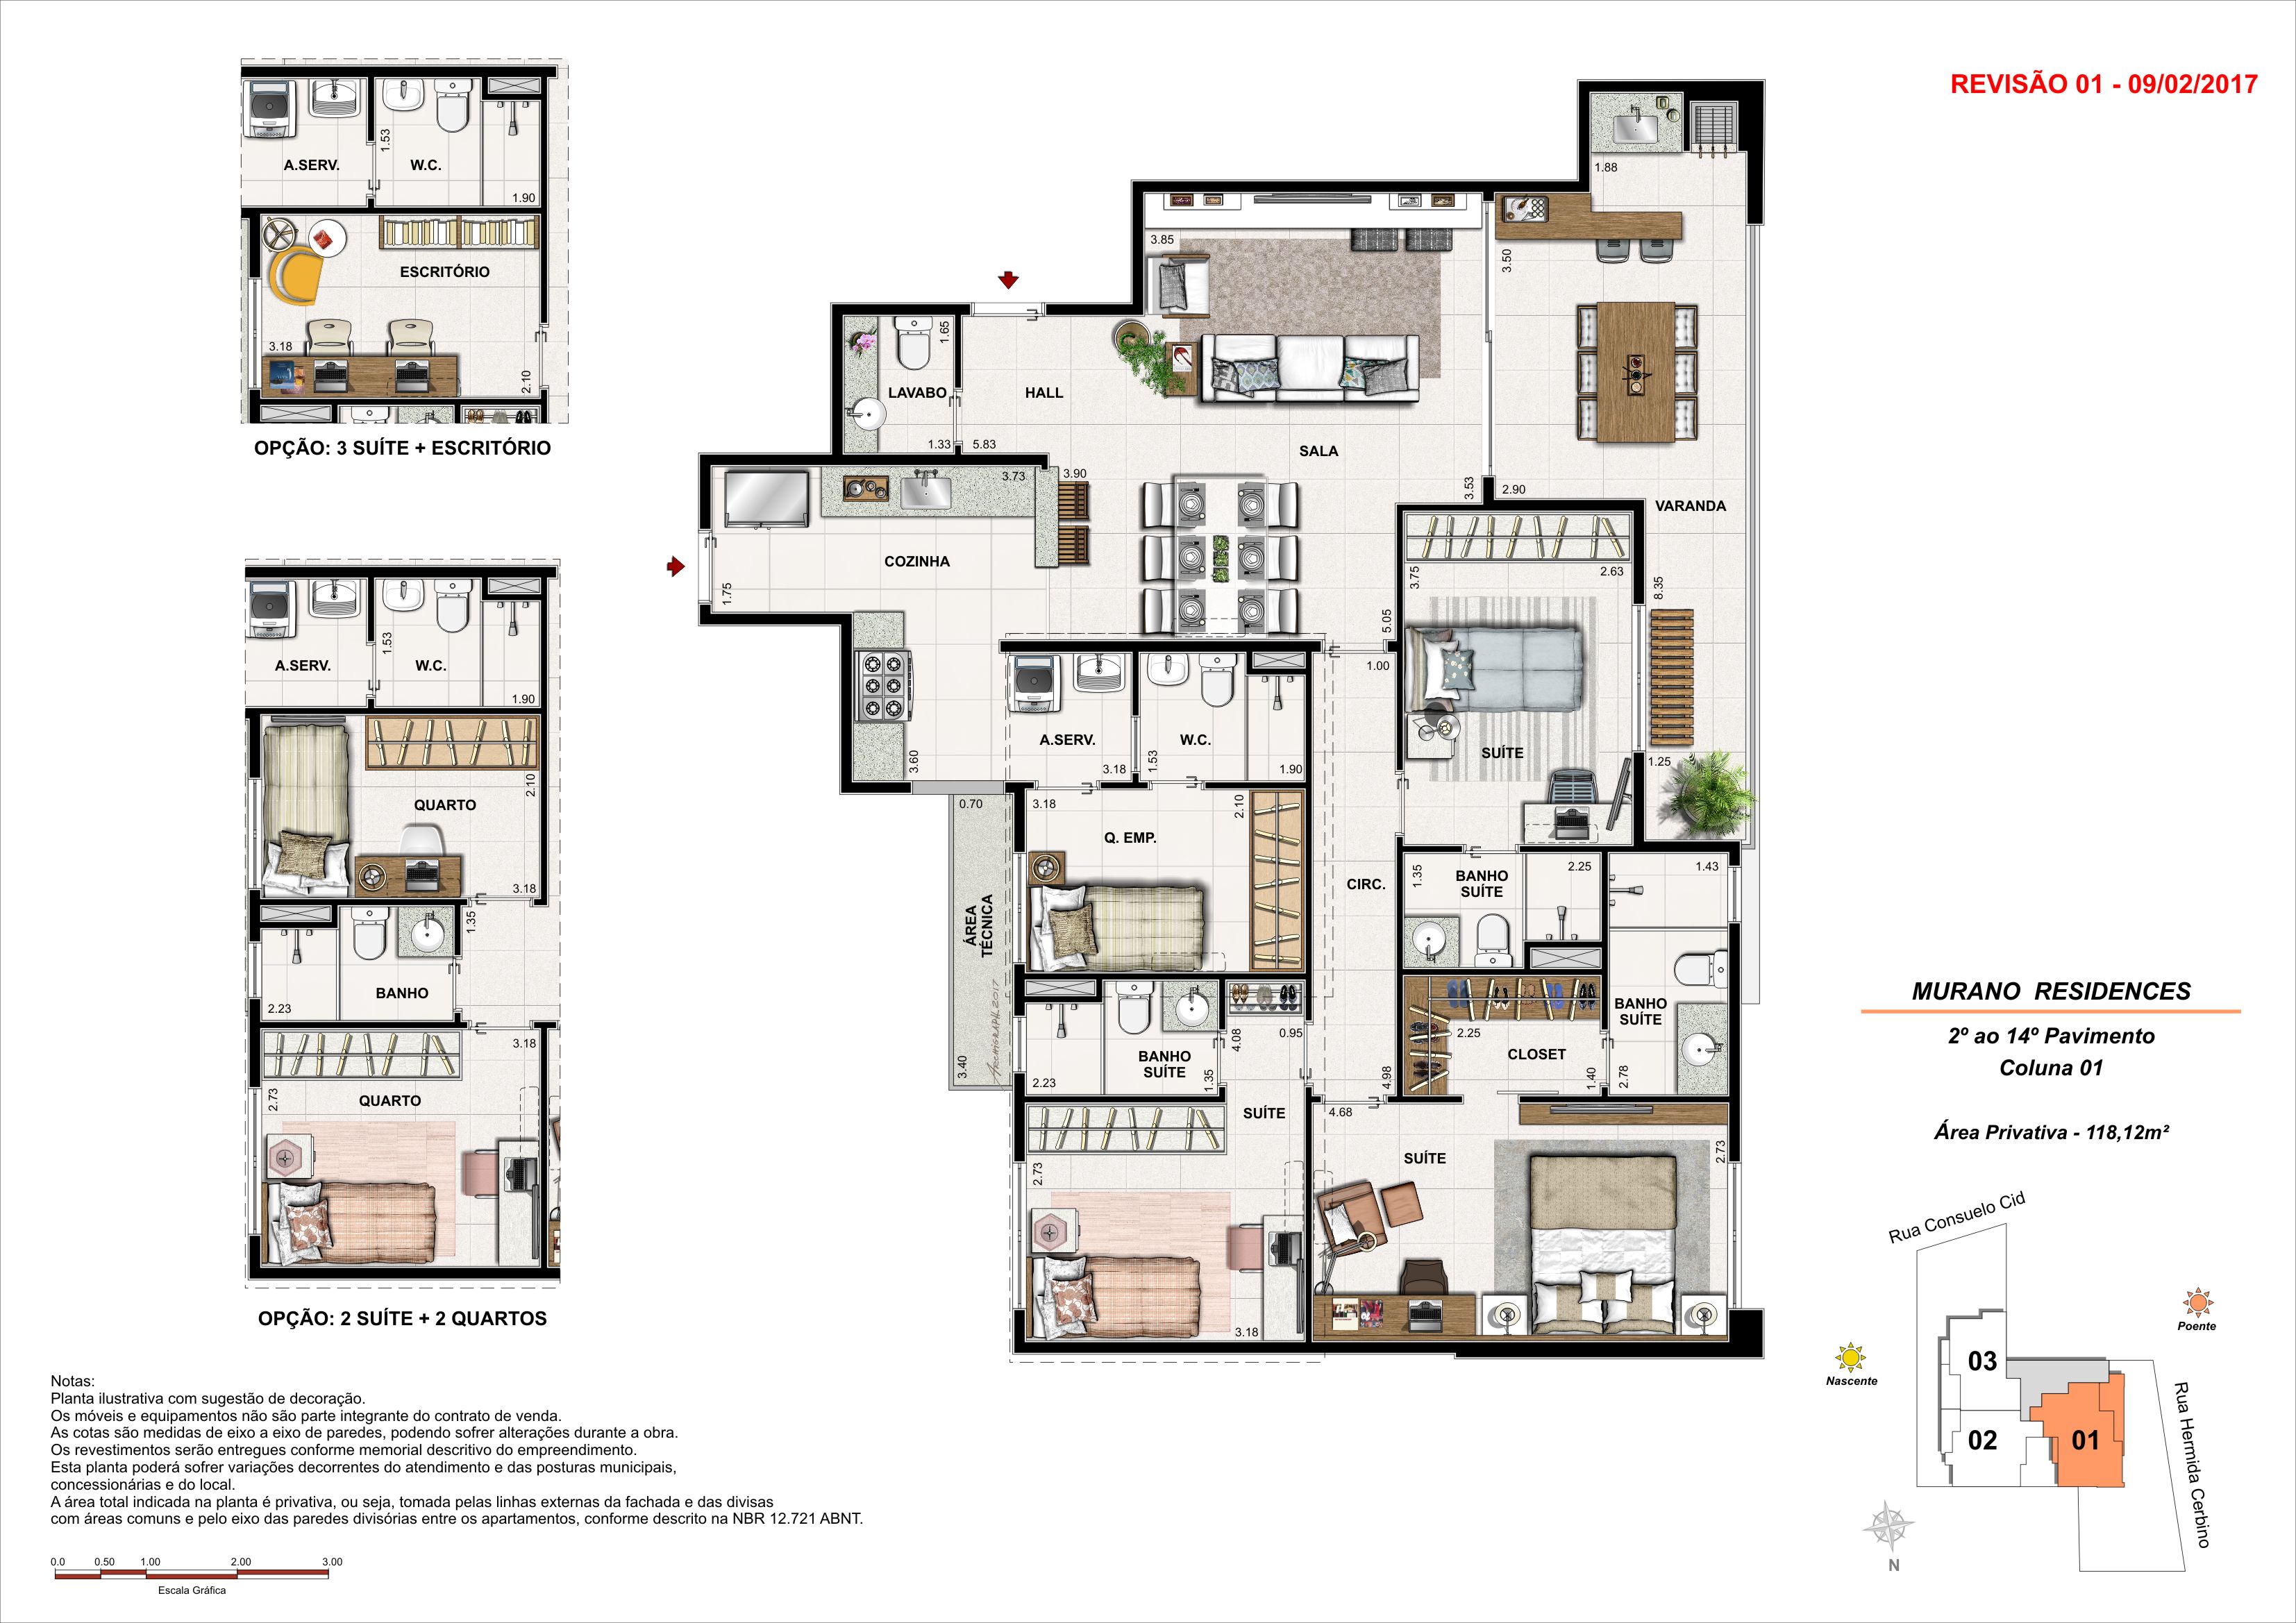 REVISÃO 01 - 09/02/2017
A.SERV.
1.53
W.C.
1.90
ESCRITÓRIO
3.18
2.10
OPÇÃO: 3 SUÍTE + ESCRITÓRIO
A.SERV.
1.53
W.C.
1.90
2.10
QUARTO
3.18
1.35
BANHO
2.23
3.18
2.73
QUARTO
OPÇÃO: 2 SUÍTE + 2 QUARTOS
1.88
3.85
3.50
1.65
LAVABO
HALL
1.33
5.83
SALA
3.73
3.90
3.53
2.90
VARANDA
COZINHA
1.75
3.75
2.63
8.35
5.05
1.00
SUÍTE
1.25
3.60
A.SERV.
3.18
1.53
W.C.
1.90
0.70
3.18
2.10
Q. EMP.
ÁREA
TÉCNICA
3.40
ARCHIGRAPH 2017
CIRC.
1.35
BANHO
SUÍTE
2.25
1.43
BANHO
SUÍTE
2.78
2.25
CLOSET
1.40
4.08
0.95
BANHO
SUÍTE
2.23
1.35
4.98
SUÍTE
4.68
2.73
3.18
SUÍTE
2.73
MURANO RESIDENCES
2º ao 14º Pavimento
Coluna 01
Área Privativa - 118,12m²
Rua Consuelo Cid
Poente
Nascente
03
02
01
Rua Hermida Cerbino
N
Notas:
Planta ilustrativa com sugestão de decoração.
Os móveis e equipamentos não são parte integrante do contrato de venda.
As cotas são medidas de eixo a eixo de paredes, podendo sofrer alterações durante a obra.
Os revestimentos serão entregues conforme memorial descritivo do empreendimento.
Esta planta poderá sofrer variações decorrentes do atendimento e das posturas municipais,
concessionárias e do local.
A área total indicada na planta é privativa, ou seja, tomada pelas linhas externas da fachada e das divisas
com áreas comuns e pelo eixo das paredes divisórias entre os apartamentos, conforme descrito na NBR 12.721 ABNT.
0.0 0.50 1.00 2.00 3.00
Escala Gráfica